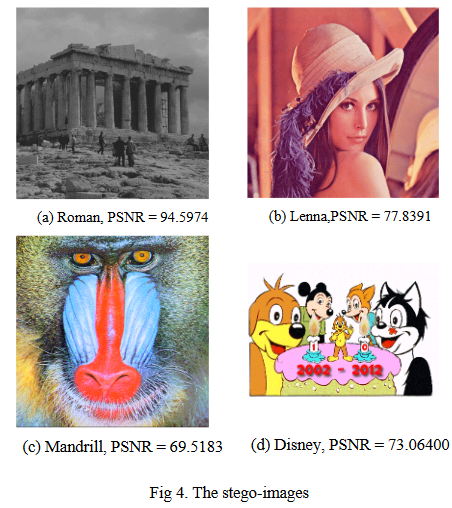 (a) Roman, PSNR = 94.5974
(b) Lenna,PSNR = 77.8391
1 0
2002 - 2012
(c) Mandrill, PSNR = 69.5183
(d) Disney, PSNR = 73.06400
Fig 4. The stego-images